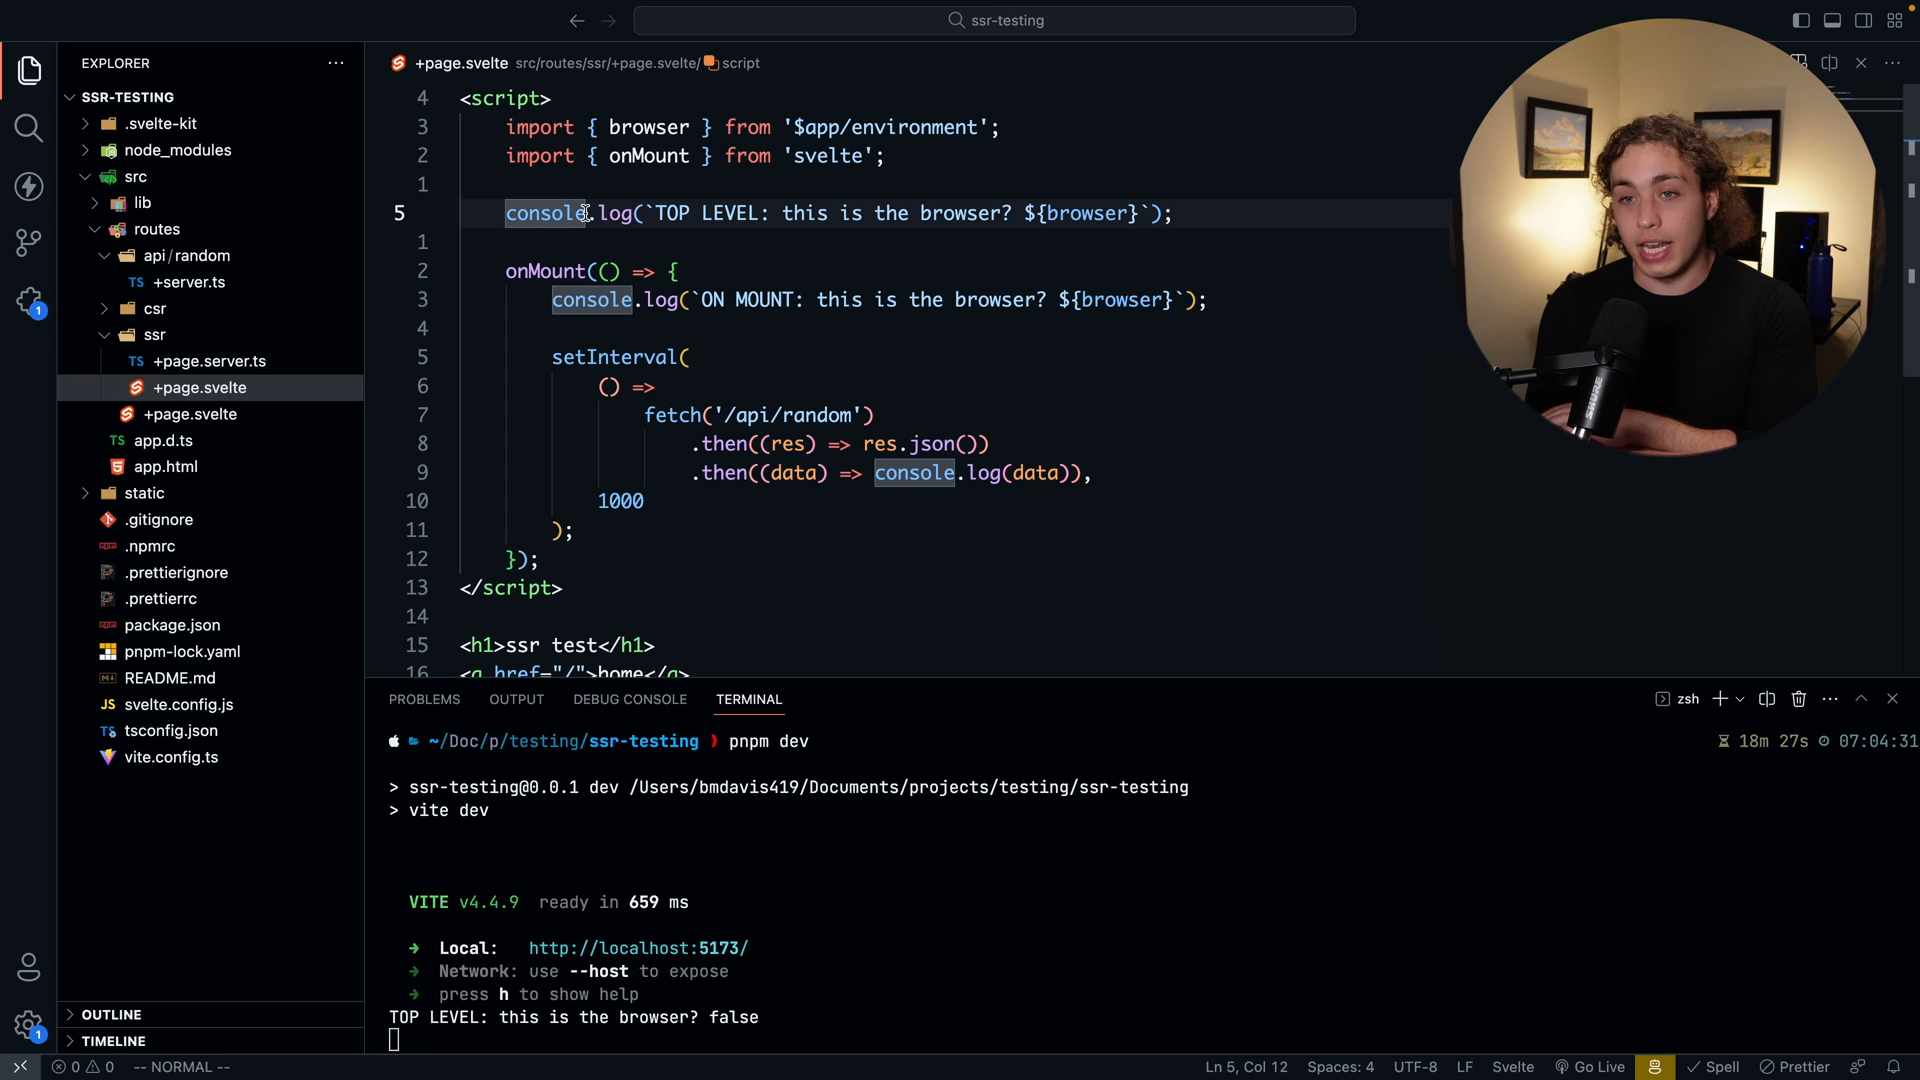 ssr-testing
EXPLORER
SSR-TESTING
.svelte-kit
node_modules
src
lib
routes
api/random
TS +server.ts
csr
ssr
TS +page.server.ts
+page.svelte
+page.svelte
TS app.d.ts
app.html
static
.gitignore
.npmrc
.prettierignore
.prettierrc
package.json
pnpm-lock.yaml
README.md
JS svelte.config.js
TS tsconfig.json
vite.config.ts
OUTLINE
TIMELINE
1
1
+page.svelte src/routes/ssr/+page.svelte/ script
4 <script>
3 import { browser } from '$app/environment';
2 import { onMount } from 'svelte';
1
5 console.log(`TOP LEVEL: this is the browser? ${browser}`);
1
2 onMount(() => {
3 console.log(`ON MOUNT: this is the browser? ${browser}`);
4
5 setInterval(
6 () =>
7 fetch('/api/random')
8 .then((res) => res.json())
9 .then((data) => console.log(data)),
10 1000
11 );
12 });
13 </script>
14
15 <h1>ssr test</h1>
16 <a href="/">home</a>
SHURE
PROBLEMS OUTPUT DEBUG CONSOLE TERMINAL
zsh
~/Doc/p/testing/ssr-testing ❯ pnpm dev
18m 27s 07:04:31
> ssr-testing@0.0.1 dev /Users/bmdavis419/Documents/projects/testing/ssr-testing
> vite dev
VITE v4.4.9 ready in 659 ms
➜ Local: http://localhost:5173/
➜ Network: use --host to expose
➜ press h to show help
TOP LEVEL: this is the browser? false
0 0 -- NORMAL --
Ln 5, Col 12 Spaces: 4 UTF-8 LF Svelte Go Live Spell Prettier